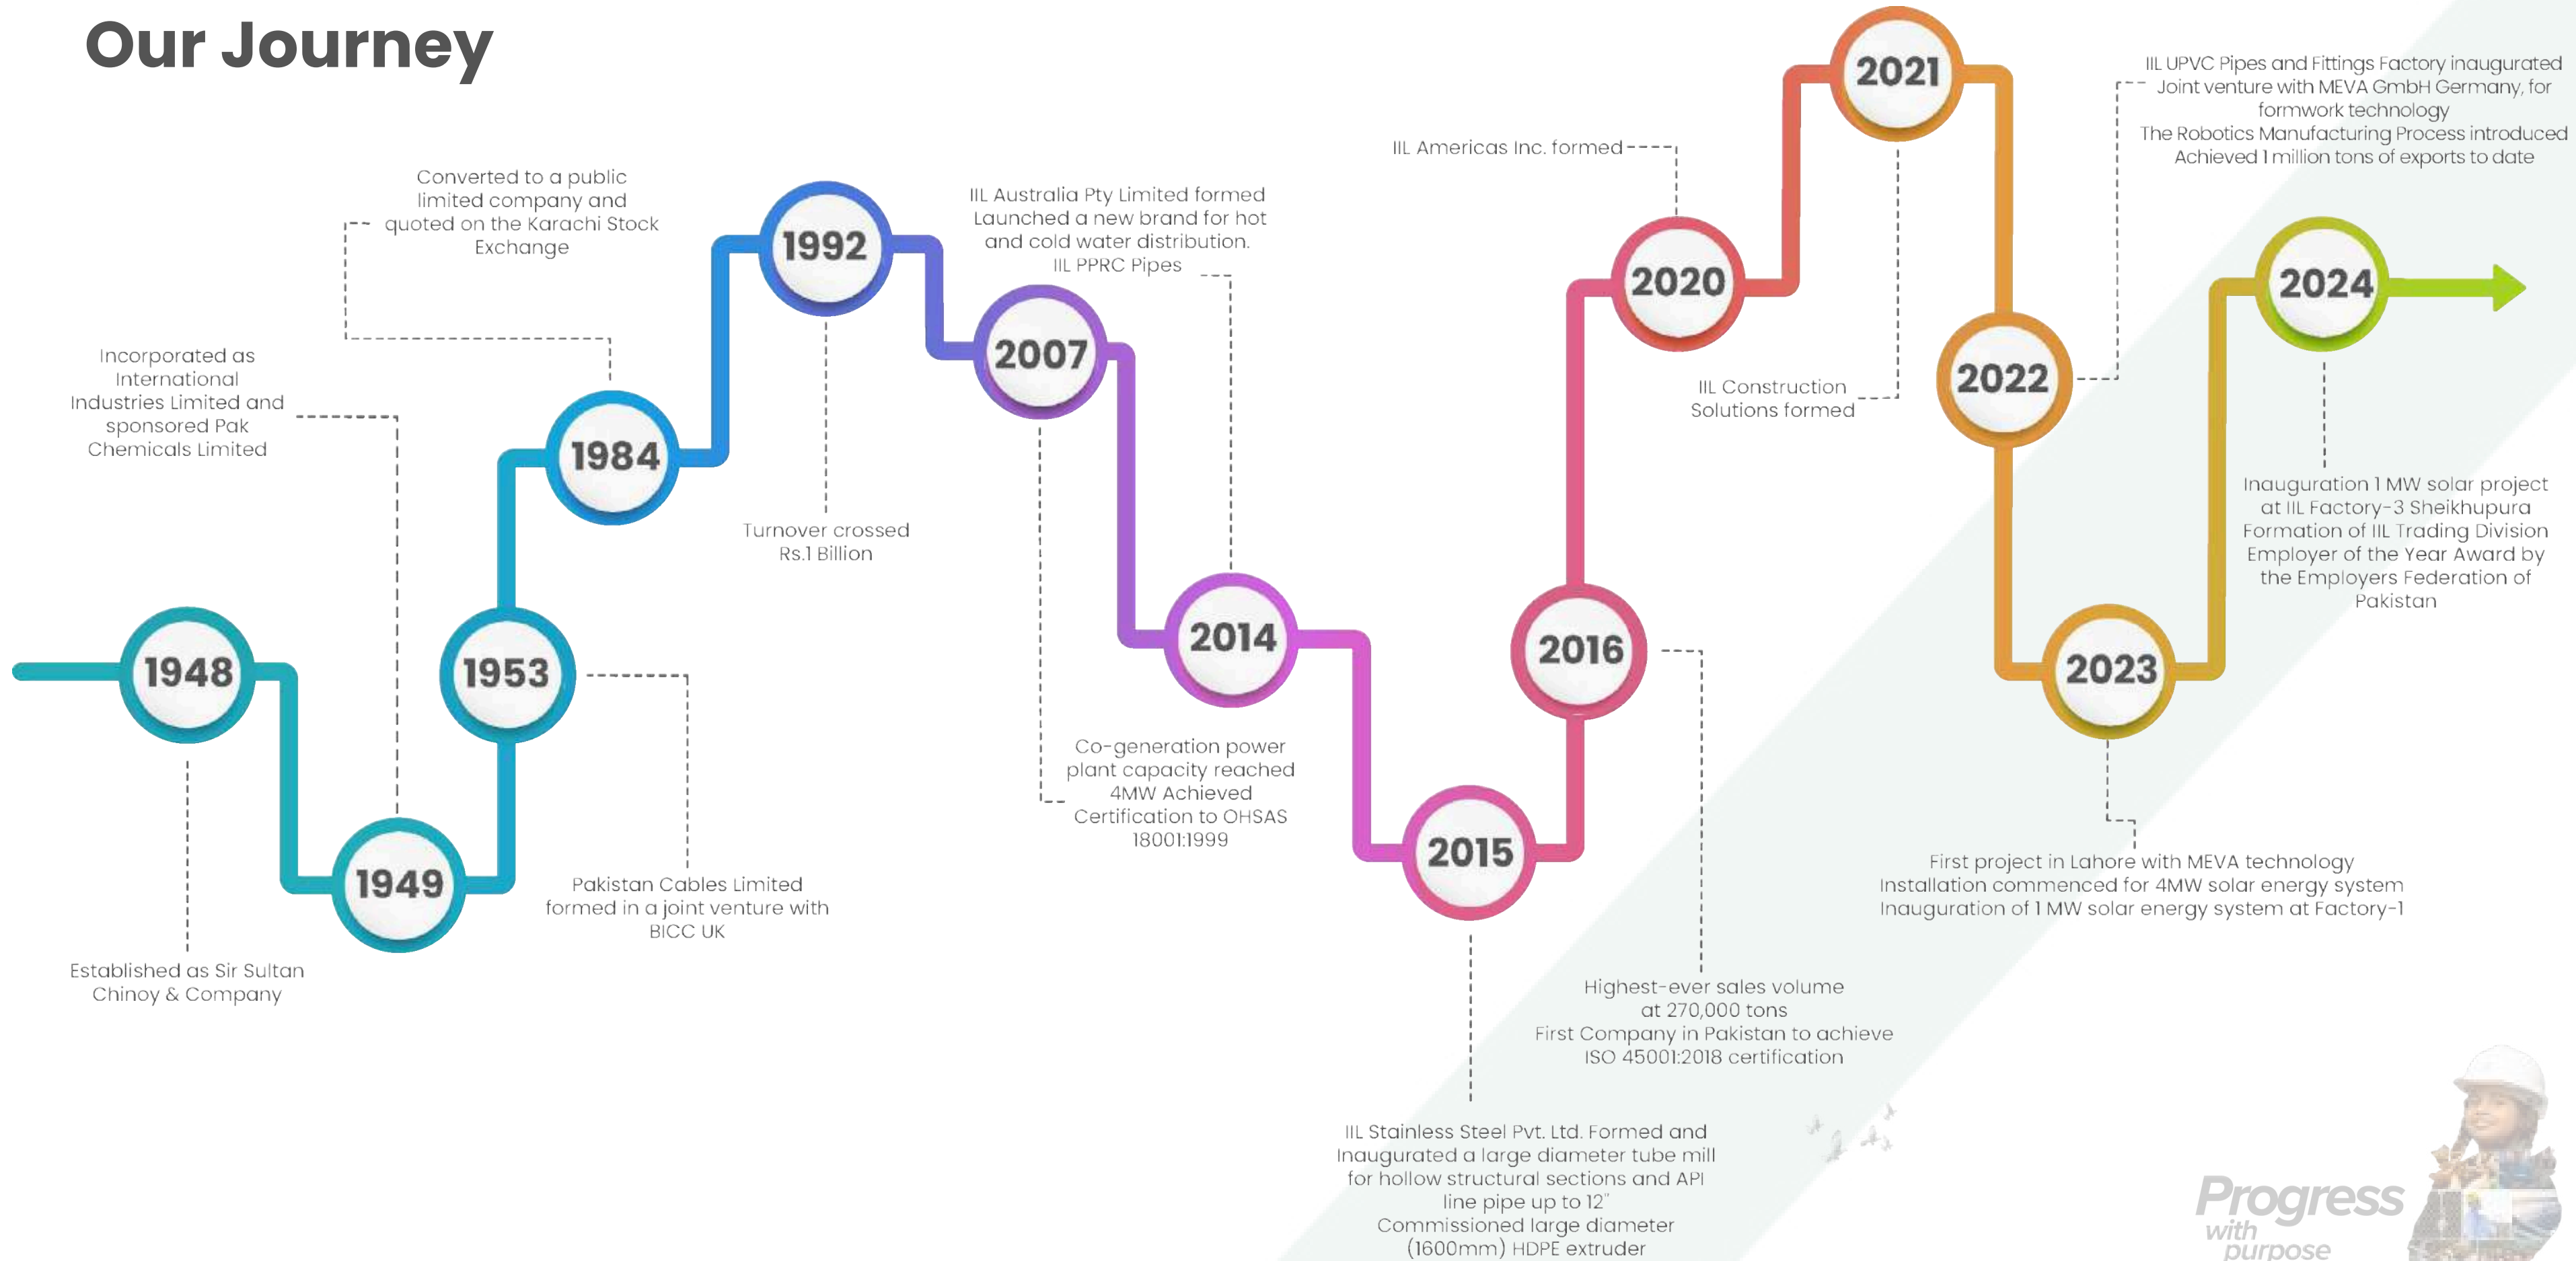 Our Journey
1948
Established as Sir Sultan
Chinoy & Company
Incorporated as
International
Industries Limited and
sponsored Pak
Chemicals Limited
1949
1953
Pakistan Cables Limited
formed in a joint venture with
BICC UK
Converted to a public
limited company and
quoted on the Karachi Stock
Exchange
1984
1992
Turnover crossed
Rs.1 Billion
2007
Co-generation power
plant capacity reached
4MW Achieved
Certification to OHSAS
18001:1999
IIL Australia Pty Limited formed
Launched a new brand for hot
and cold water distribution.
IIL PPRC Pipes
2014
2015
IIL Stainless Steel Pvt. Ltd. Formed and
Inaugurated a large diameter tube mill
for hollow structural sections and API
line pipe up to 12"
Commissioned large diameter
(1600mm) HDPE extruder
2016
Highest-ever sales volume
at 270,000 tons
First Company in Pakistan to achieve
ISO 45001:2018 certification
IIL Americas Inc. formed
2020
2021
IIL Construction
Solutions formed
IIL UPVC Pipes and Fittings Factory inaugurated
Joint venture with MEVA GmbH Germany, for
formwork technology
The Robotics Manufacturing Process introduced
Achieved 1 million tons of exports to date
2022
2023
First project in Lahore with MEVA technology
Installation commenced for 4MW solar energy system
Inauguration of 1 MW solar energy system at Factory-1
2024
Inauguration 1 MW solar project
at IIL Factory-3 Sheikhupura
Formation of IIL Trading Division
Employer of the Year Award by
the Employers Federation of
Pakistan
Progress
with
purpose